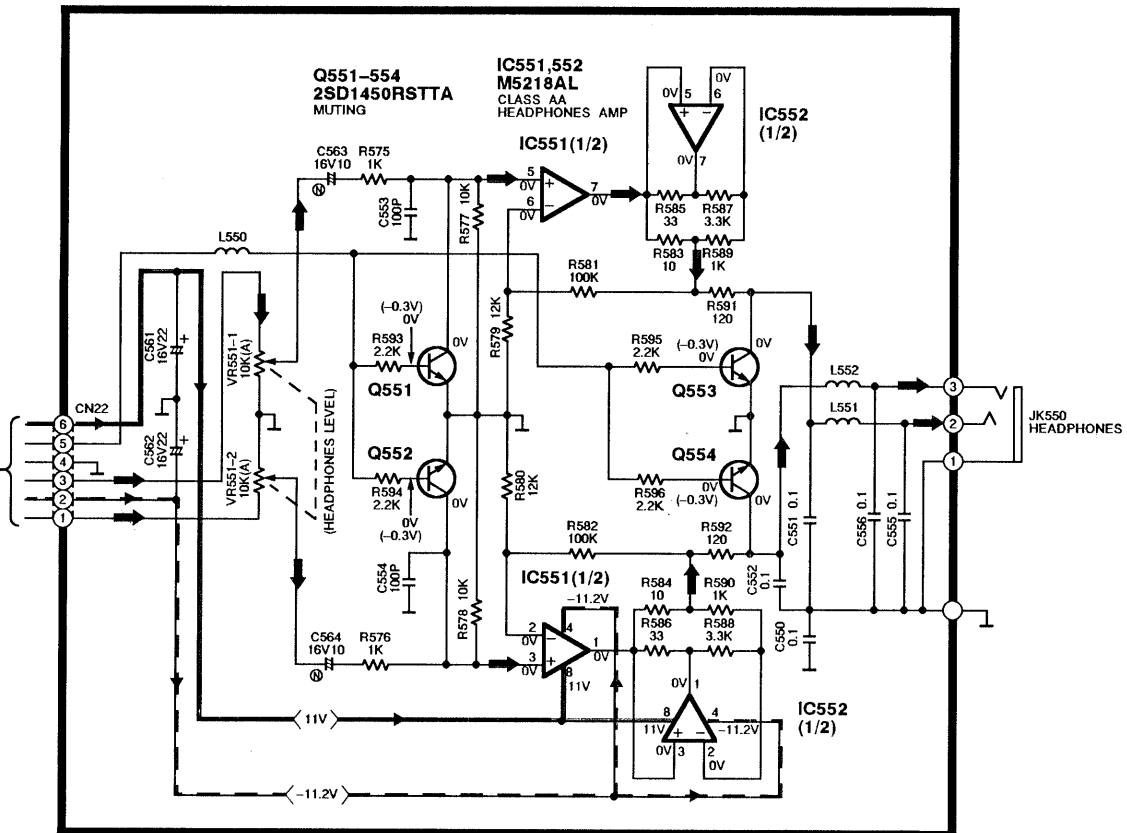 Q551–554
2SD1450RSTTA
MUTING
IC551,552
M5218AL
CLASS AA
HEADPHONES AMP
IC551(1/2)
0V 5
0V
6
+ −
0V 7
IC552
(1/2)
C563
16V10
N
R575
1K
C553
100P
R577 10K
5
0V
6
0V
+
−
7
0V
R585
33
R587
3.3K
R583
10
R589
1K
L550
R581
100K
R591
120
C561
16V22
+
VR551-1
10K(A)
(−0.3V)
0V
R593
2.2K
Q551
0V
R579 12K
R595
2.2K
(−0.3V)
0V
Q553
0V
L552
L551
3
2
1
JK550
HEADPHONES
CN22
6
5
4
3
2
1
C562
16V22
+
VR551-2
10K(A)
(HEADPHONES LEVEL)
Q552
R594
2.2K
0V
(−0.3V)
0V
R580
12K
Q554
R596
2.2K
0V
(−0.3V)
0V
C551 0.1
C556 0.1
C555 0.1
R582
100K
R592
120
C552
0.1
C554
100P
R578 10K
IC551(1/2)
−11.2V
2
0V
3
0V
−
+
4
8
11V
1
0V
R584
10
R590
1K
R586
33
R588
3.3K
C550
0.1
C564
16V10
N
R576
1K
0V 1
8
11V
4
−11.2V
+ −
0V 3
2
0V
IC552
(1/2)
11V
−11.2V